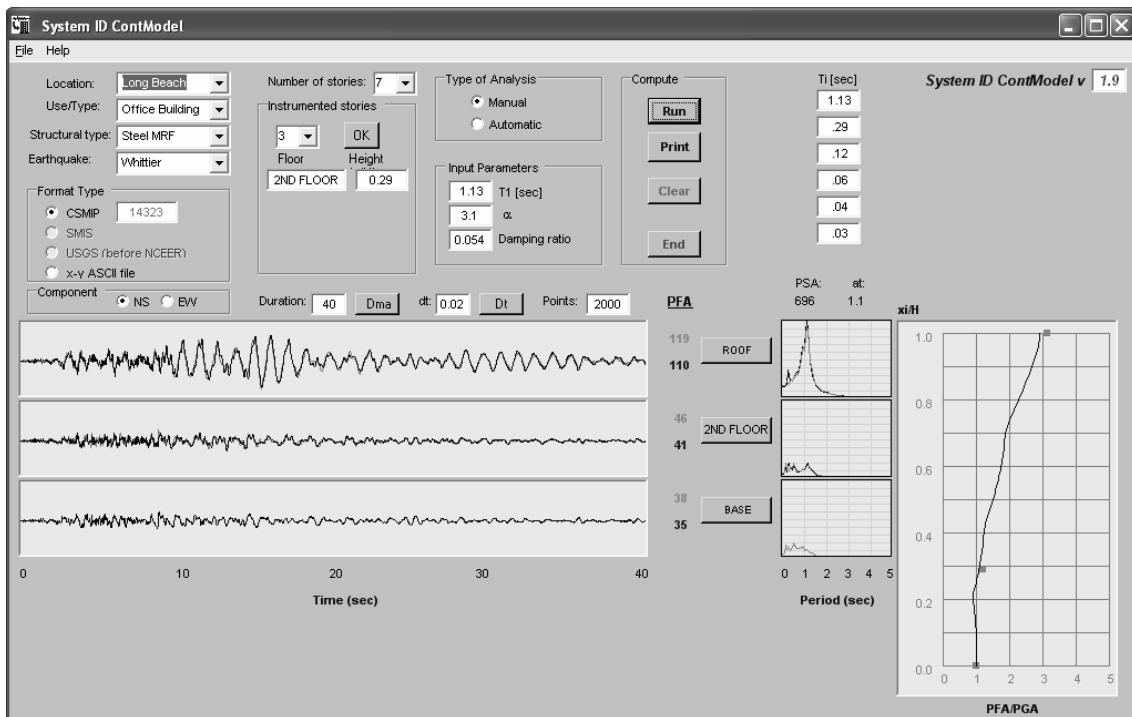 System ID ContModel
File Help
Location: Long Beach
Use/Type: Office Building
Structural type: Steel MRF
Earthquake: Whittier
Format Type
CSMIP 14323
SMIS
USGS (before NCEER)
x-y ASCII file
Component NS EW
Number of stories: 7
Instrumented stories
3 OK
Floor Height
2ND FLOOR 0.29
Type of Analysis
Manual
Automatic
Input Parameters
1.13 T1 [sec]
3.1 α
0.054 Damping ratio
Compute
Run
Print
Clear
End
Ti [sec]
1.13
.29
.12
.06
.04
.03
System ID ContModel v 1.9
Duration: 40 Dma dt: 0.02 Dt Points: 2000
PFA
119
110
ROOF
46
41
2ND FLOOR
38
35
BASE
PSA: at:
696 1.1
0 10 20 30 40
Time (sec)
0 1 2 3 4 5
Period (sec)
xi/H
1.0
0.8
0.6
0.4
0.2
0.0
0 1 2 3 4 5
PFA/PGA